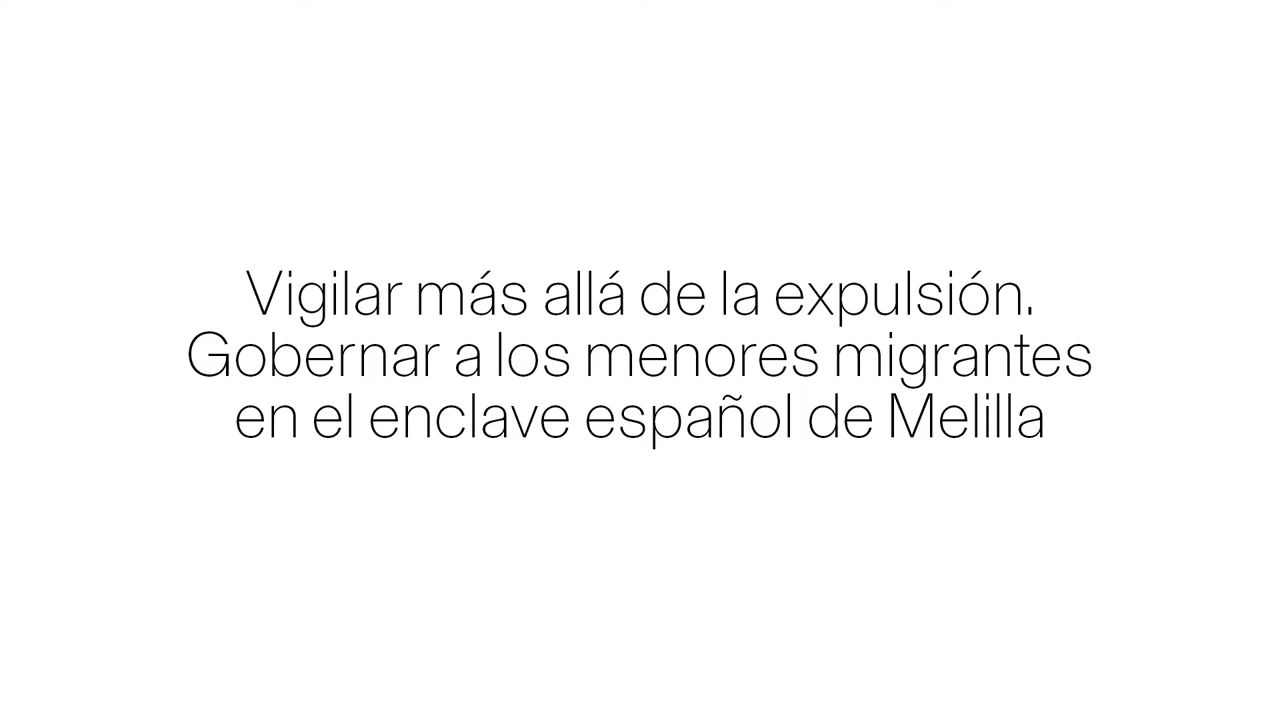 Vigilar más allá de la expulsión.
Gobernar a los menores migrantes
en el enclave español de Melilla